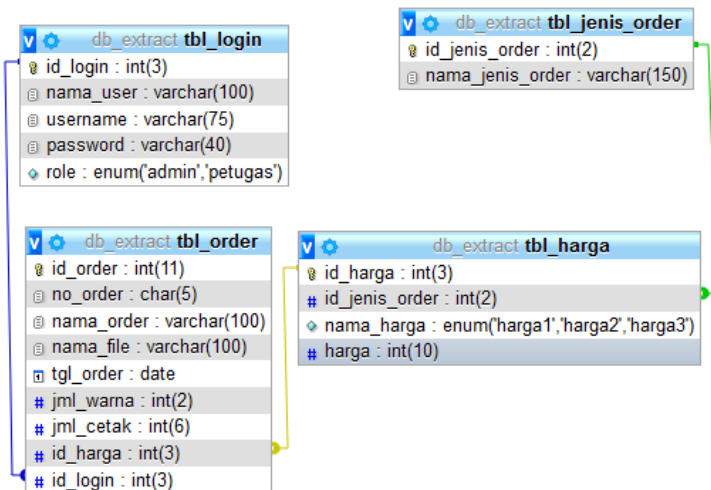 db_extract tbl_login
id_login : int(3)
nama_user : varchar(100)
username : varchar(75)
password : varchar(40)
role : enum('admin','petugas')
db_extract tbl_jenis_order
id_jenis_order : int(2)
nama_jenis_order : varchar(150)
db_extract tbl_order
id_order : int(11)
no_order : char(5)
nama_order : varchar(100)
nama_file : varchar(100)
tgl_order : date
# jml_warna : int(2)
# jml_cetak : int(6)
# id_harga : int(3)
# id_login : int(3)
db_extract tbl_harga
id_harga : int(3)
# id_jenis_order : int(2)
nama_harga : enum('harga1','harga2','harga3')
# harga : int(10)